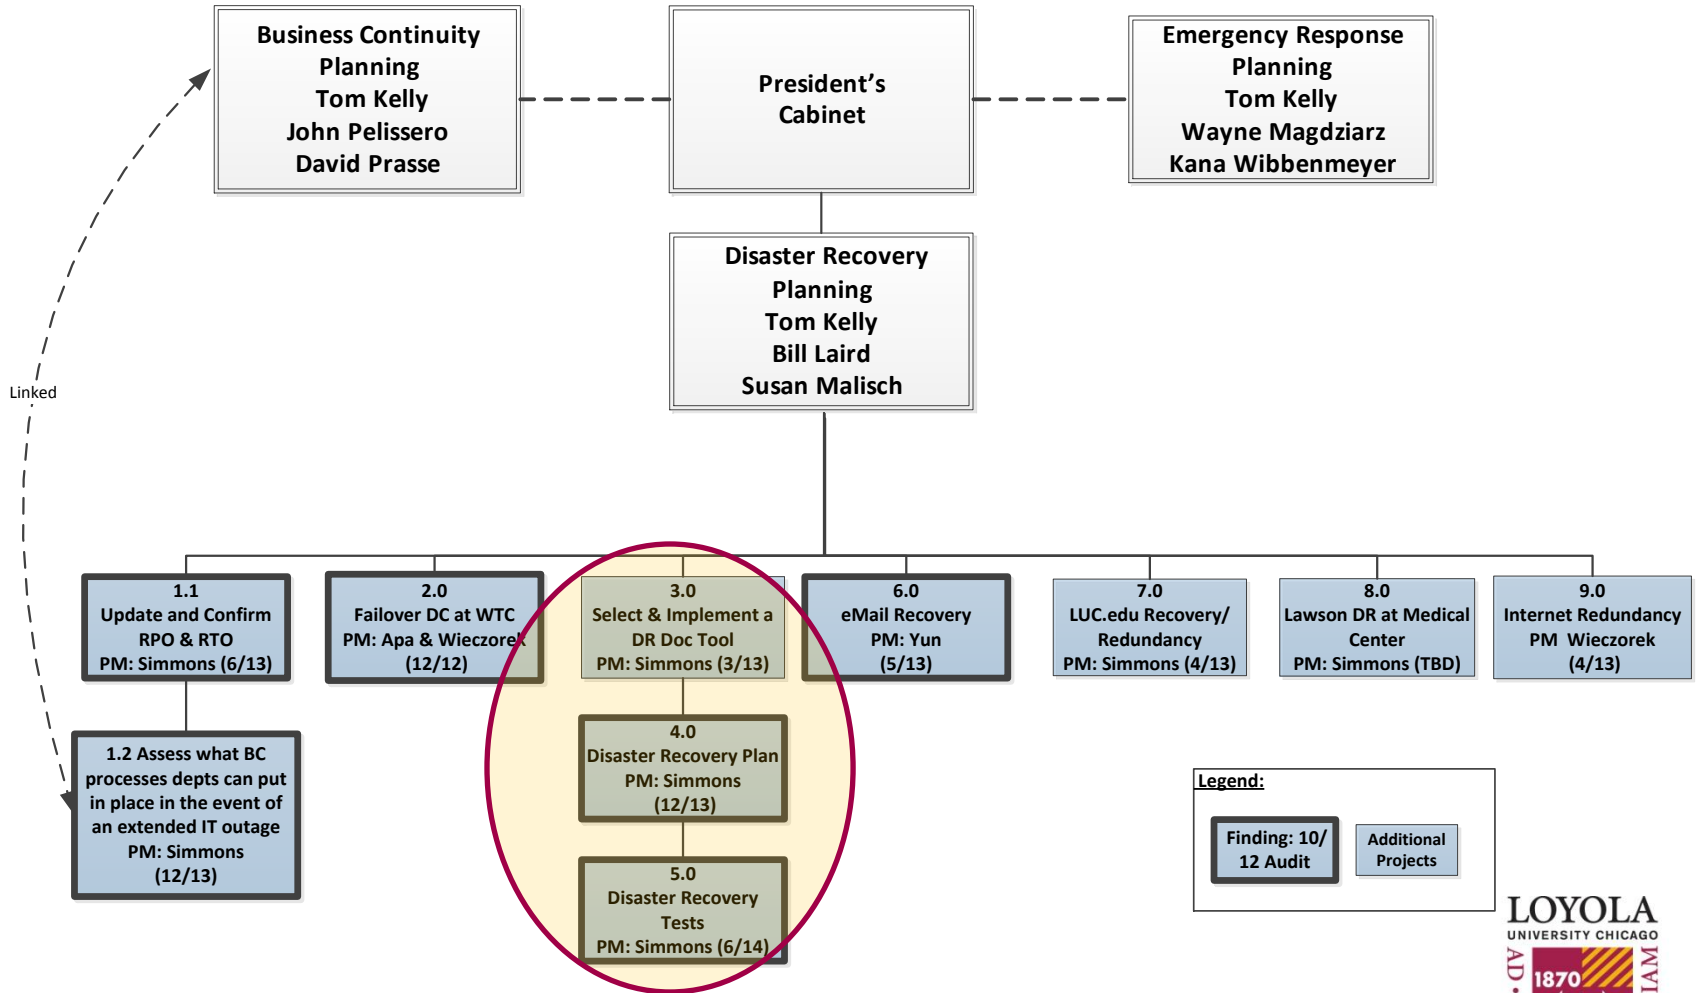 Business Continuity
Planning
Tom Kelly
John Pelissero
David Prasse
President's
Cabinet
Emergency Response
Planning
Tom Kelly
Wayne Magdziarz
Kana Wibbenmeyer
Disaster Recovery
Planning
Tom Kelly
Bill Laird
Susan Malisch
Linked
1.1
Update and Confirm
RPO & RTO
PM: Simmons (6/13)
2.0
Failover DC at WTC
PM: Apa & Wieczorek
(12/12)
3.0
Select & Implement a
DR Doc Tool
PM: Simmons (3/13)
6.0
eMail Recovery
PM: Yun
(5/13)
7.0
LUC.edu Recovery/
Redundancy
PM: Simmons (4/13)
8.0
Lawson DR at Medical
Center
PM: Simmons (TBD)
9.0
Internet Redundancy
PM Wieczorek
(4/13)
1.2 Assess what BC
processes depts can put
in place in the event of
an extended IT outage
PM: Simmons
(12/13)
4.0
Disaster Recovery Plan
PM: Simmons
(12/13)
5.0
Disaster Recovery
Tests
PM: Simmons (6/14)
Legend:
Finding: 10/
12 Audit
Additional
Projects
LOYOLA
UNIVERSITY CHICAGO
AD •
1870